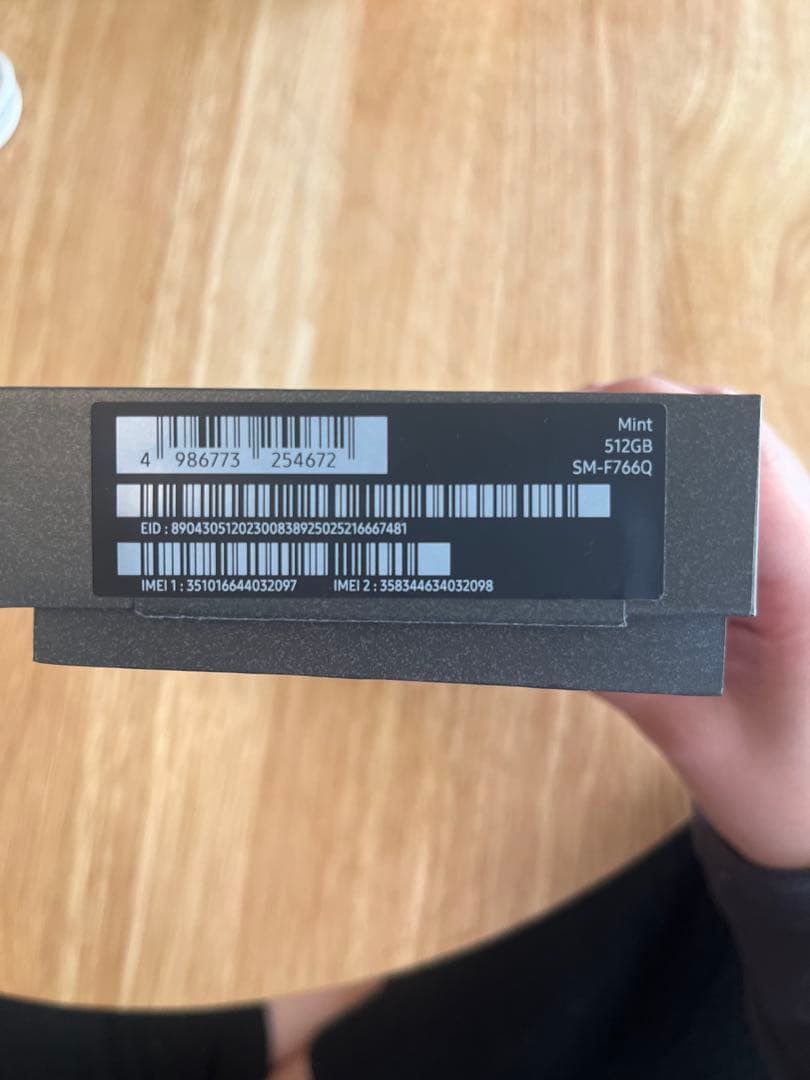 4 986773 254672
Mint
512GB
SM-F766Q
EID : 89043051202300838925025216667481
IMEI 1 : 351016644032097 IMEI 2 : 358344634032098